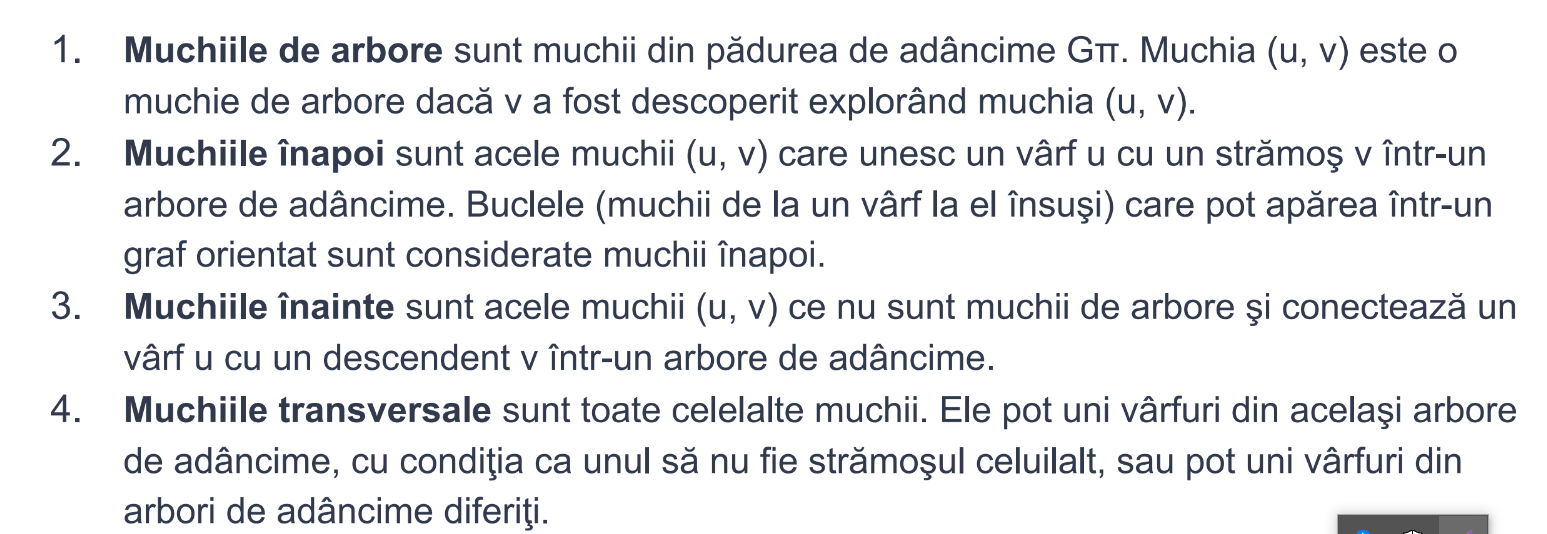 1. Muchiile de arbore sunt muchii din pădurea de adâncime Gπ. Muchia (u, v) este o
muchie de arbore dacă v a fost descoperit explorând muchia (u, v).
2. Muchiile înapoi sunt acele muchii (u, v) care unesc un vârf u cu un strămoş v într-un
arbore de adâncime. Buclele (muchii de la un vârf la el însuşi) care pot apărea într-un
graf orientat sunt considerate muchii înapoi.
3. Muchiile înainte sunt acele muchii (u, v) ce nu sunt muchii de arbore şi conectează un
vârf u cu un descendent v într-un arbore de adâncime.
4. Muchiile transversale sunt toate celelalte muchii. Ele pot uni vârfuri din acelaşi arbore
de adâncime, cu condiţia ca unul să nu fie strămoşul celuilalt, sau pot uni vârfuri din
arbori de adâncime diferiţi.